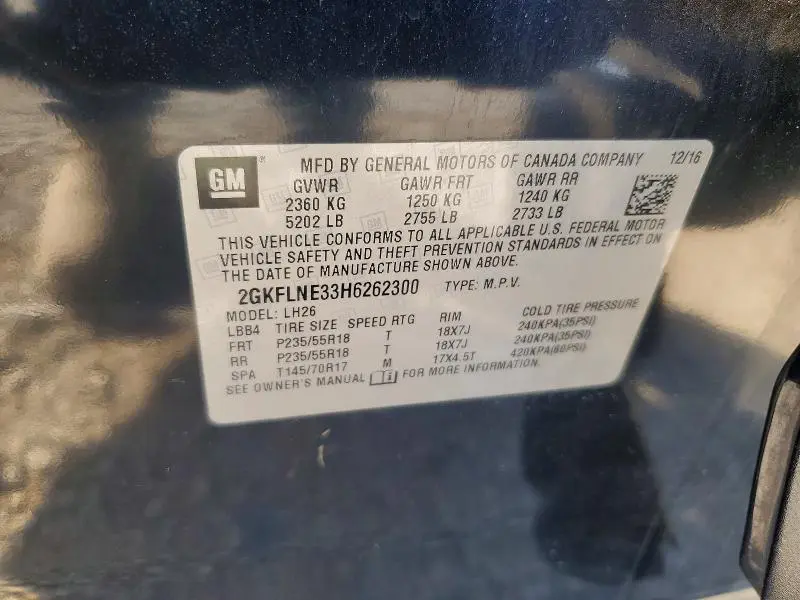 GM ® MFD BY GENERAL MOTORS OF CANADA COMPANY 12/16
GVWR GAWR FRT GAWR RR
2360 KG 1250 KG 1240 KG
5202 LB 2755 LB 2733 LB
THIS VEHICLE CONFORMS TO ALL APPLICABLE U.S. FEDERAL MOTOR
VEHICLE SAFETY AND THEFT PREVENTION STANDARDS IN EFFECT ON
THE DATE OF MANUFACTURE SHOWN ABOVE.
2GKFLNE33H6262300 TYPE: M.P.V.
MODEL: LH26
LBB4 TIRE SIZE SPEED RTG RIM COLD TIRE PRESSURE
FRT P235/55R18 T 18X7J 240KPA(35PSI)
RR P235/55R18 T 18X7J 240KPA(35PSI)
SPA T145/70R17 M 17X4.5T 420KPA(60PSI)
SEE OWNER'S MANUAL FOR MORE INFORMATION.